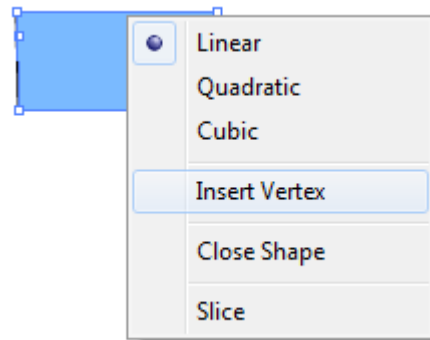 Linear
Quadratic
Cubic
Insert Vertex
Close Shape
Slice